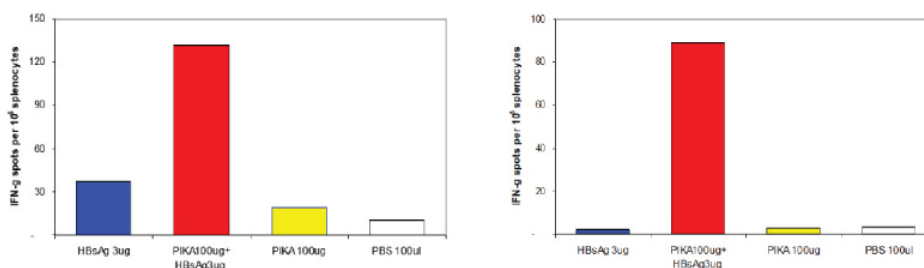 150
120
90
60
30
-
IFN-g spots per 10⁶ splenocytes
HBsAg 3ug
PIKA100ug+
HBsAg3ug
PIKA 100ug
PBS 100ul
100
80
60
40
20
-
IFN-g spots per 10⁶ splenocytes
HBsAg 3ug
PIKA100ug+
HBsAg3ug
PIKA 100ug
PBS 100ul